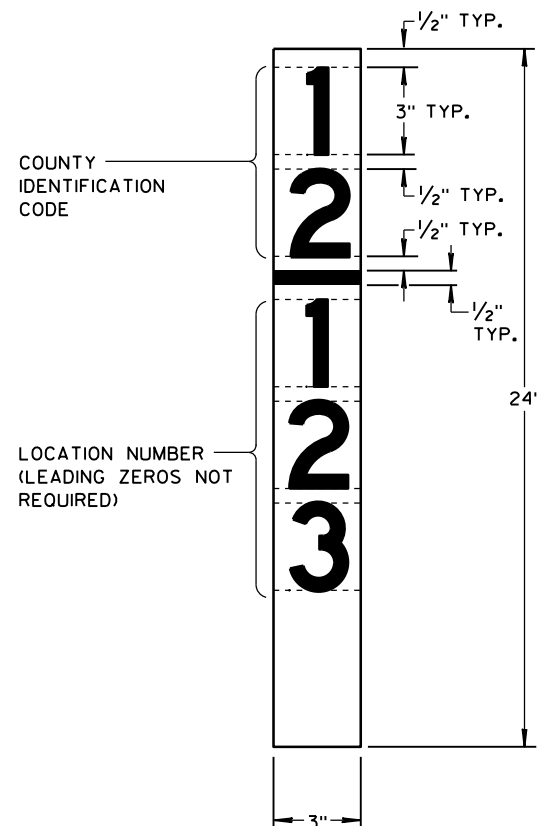 1/2" TYP.
1
3" TYP.
COUNTY
IDENTIFICATION
CODE
2
1/2" TYP.
1/2" TYP.
1/2"
TYP.
1
24'
2
LOCATION NUMBER
(LEADING ZEROS NOT
REQUIRED)
3
3"